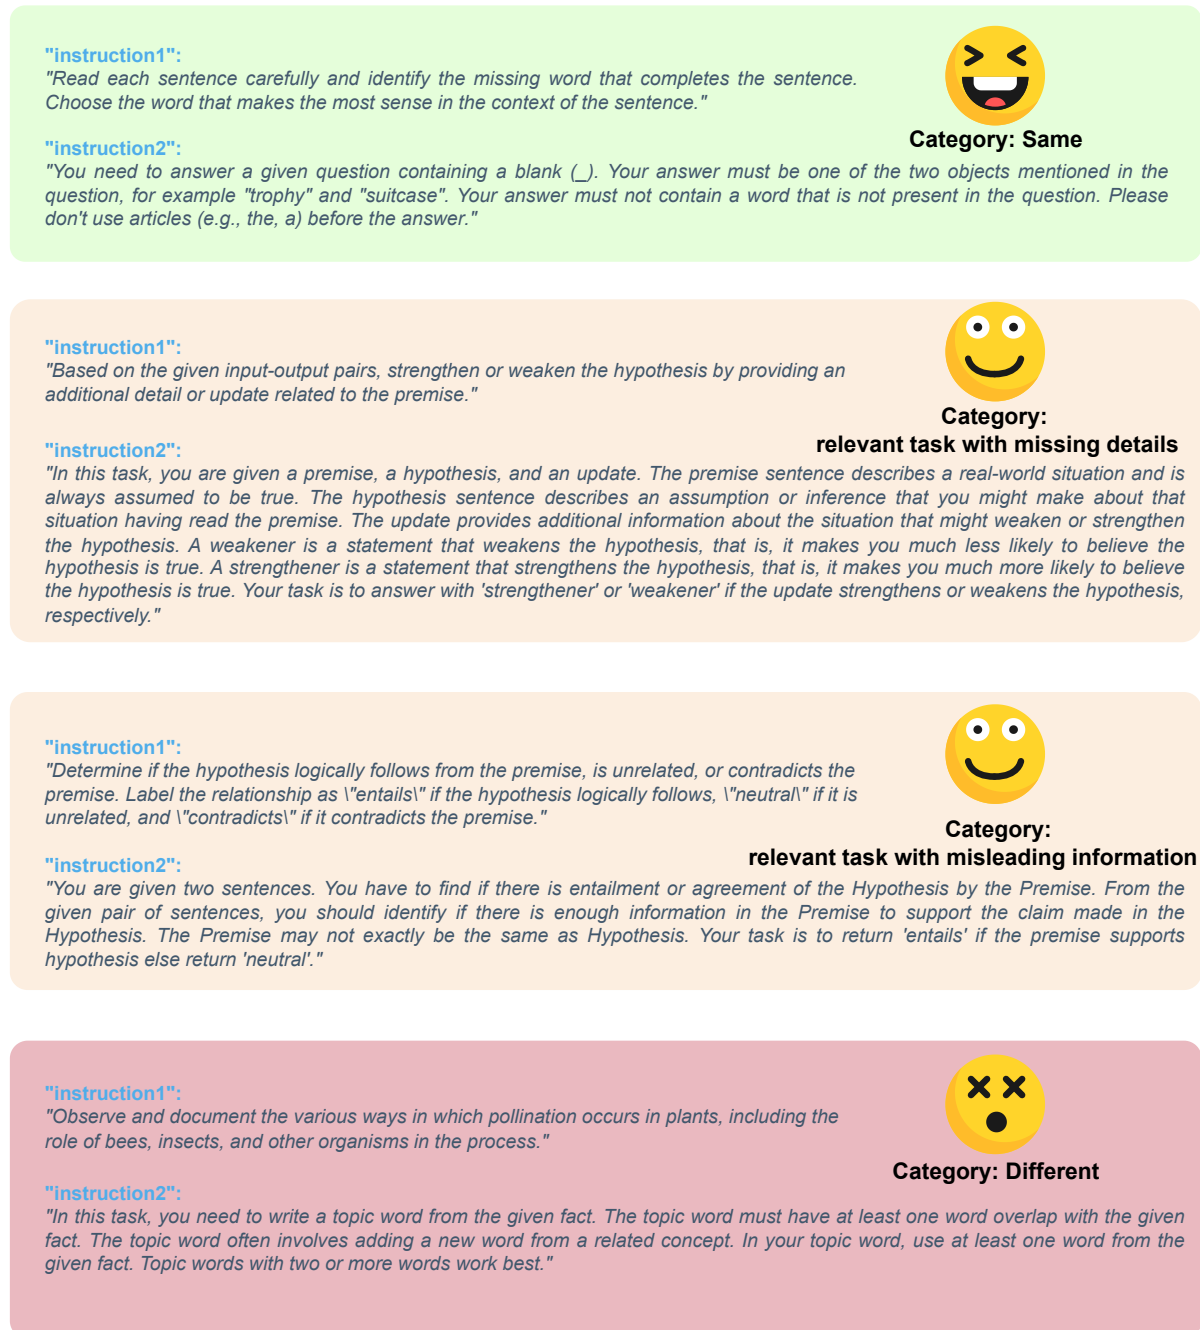 "instruction1":
"Read each sentence carefully and identify the missing word that completes the sentence.
Choose the word that makes the most sense in the context of the sentence."
Category: Same
"instruction2":
"You need to answer a given question containing a blank (_). Your answer must be one of the two objects mentioned in the
question, for example "trophy" and "suitcase". Your answer must not contain a word that is not present in the question. Please
don't use articles (e.g., the, a) before the answer."
"instruction1":
"Based on the given input-output pairs, strengthen or weaken the hypothesis by providing an
additional detail or update related to the premise."
Category:
relevant task with missing details
"instruction2":
"In this task, you are given a premise, a hypothesis, and an update. The premise sentence describes a real-world situation and is
always assumed to be true. The hypothesis sentence describes an assumption or inference that you might make about that
situation having read the premise. The update provides additional information about the situation that might weaken or strengthen
the hypothesis. A weakener is a statement that weakens the hypothesis, that is, it makes you much less likely to believe the
hypothesis is true. A strengthener is a statement that strengthens the hypothesis, that is, it makes you much more likely to believe
the hypothesis is true. Your task is to answer with 'strengthener' or 'weakener' if the update strengthens or weakens the hypothesis,
respectively."
"instruction1":
"Determine if the hypothesis logically follows from the premise, is unrelated, or contradicts the
premise. Label the relationship as \"entails\" if the hypothesis logically follows, \"neutral\" if it is
unrelated, and \"contradicts\" if it contradicts the premise."
Category:
relevant task with misleading information
"instruction2":
"You are given two sentences. You have to find if there is entailment or agreement of the Hypothesis by the Premise. From the
given pair of sentences, you should identify if there is enough information in the Premise to support the claim made in the
Hypothesis. The Premise may not exactly be the same as Hypothesis. Your task is to return 'entails' if the premise supports
hypothesis else return 'neutral'."
"instruction1":
"Observe and document the various ways in which pollination occurs in plants, including the
role of bees, insects, and other organisms in the process."
Category: Different
"instruction2":
"In this task, you need to write a topic word from the given fact. The topic word must have at least one word overlap with the given
fact. The topic word often involves adding a new word from a related concept. In your topic word, use at least one word from the
given fact. Topic words with two or more words work best."